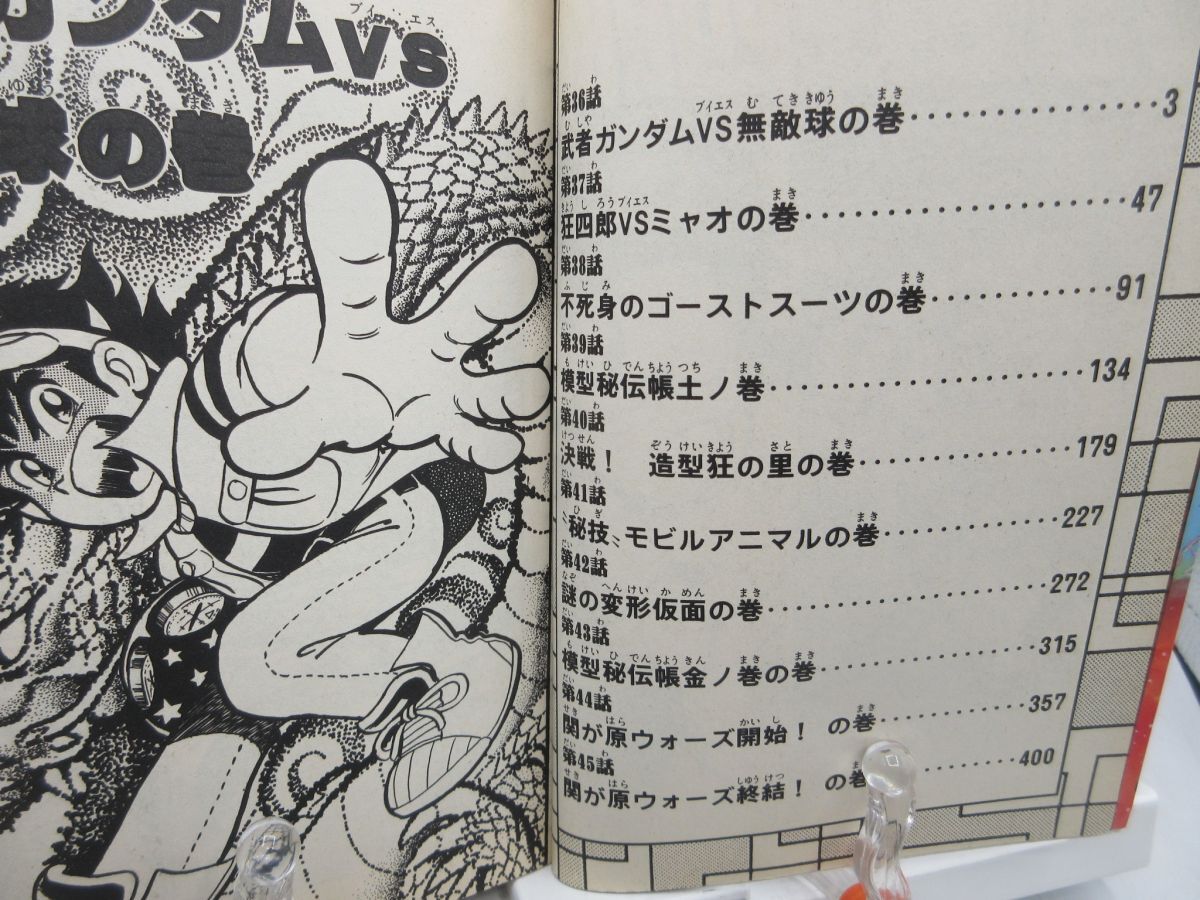 ガンダムvs
球の巻
第36話
武者ガンダムVS無敵球の巻 3
第37話
狂四郎VSミャオの巻 47
第38話
不死身のゴーストスーツの巻 91
第39話
模型秘伝帳土ノ巻 134
第40話
決戦! 造型狂の里の巻 179
第41話
〝秘技〟モビルアニマルの巻 227
第42話
謎の変形仮面の巻 272
第43話
模型秘伝帳金ノ巻の巻 315
第44話
関が原ウォーズ開始! の巻 357
第45話
関が原ウォーズ終結! の巻 400